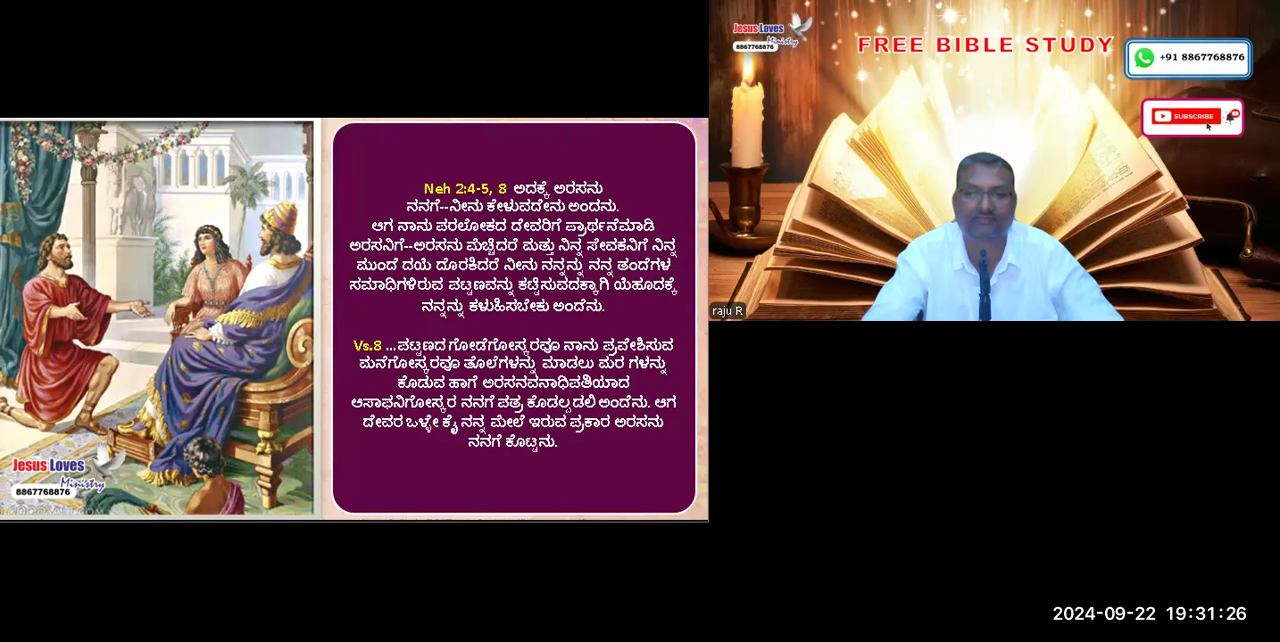 Neh 2:4-5, 8 ಅದಕ್ಕೆ ಅರಸನು
ನನಗೆ--ನೀನು ಕೇಳುವದೇನು ಅಂದನು.
ಆಗ ನಾನು ಪರಲೋಕದ ದೇವರಿಗೆ ಪ್ರಾರ್ಥನೆಮಾಡಿ
ಅರಸನಿಗೆ--ಅರಸನು ಮೆಚ್ಚಿದರೆ ಮತ್ತು ನಿನ್ನ ಸೇವಕನಿಗೆ ನಿನ್ನ
ಮುಂದೆ ದಯೆ ದೊರಕಿದರೆ ನೀನು ನನ್ನನ್ನು ನನ್ನ ತಂದೆಗಳ
ಸಮಾಧಿಗಳಿರುವ ಪಟ್ಟಣವನ್ನು ಕಟ್ಟಿಸುವದಕ್ಕಾಗಿ ಯೆಹೂದಕ್ಕೆ
ನನ್ನನ್ನು ಕಳುಹಿಸಬೇಕು ಅಂದೆನು.
Vs.8 ...ಪಟ್ಟಣದ ಗೋಡೆಗೋಸ್ಕರವೂ ನಾನು ಪ್ರವೇಶಿಸುವ
ಮನೆಗೋಸ್ಕರವೂ ತೊಲೆಗಳನ್ನು ಮಾಡಲು ಮರ ಗಳನ್ನು
ಕೊಡುವ ಹಾಗೆ ಅರಸನವನಾಧಿಪತಿಯಾದ
ಆಸಾಫನಿಗೋಸ್ಕರ ನನಗೆ ಪತ್ರ ಕೊಡಲ್ಪಡಲಿ ಅಂದೆನು. ಆಗ
ದೇವರ ಒಳ್ಳೇ ಕೈ ನನ್ನ ಮೇಲೆ ಇರುವ ಪ್ರಕಾರ ಅರಸನು
ನನಗೆ ಕೊಟ್ಟನು.
Jesus Loves
Ministry
8867768876
Jesus Loves
Ministry
8867768876
FREE BIBLE STUDY
+91 8867768876
SUBSCRIBE
raju R
2024-09-22 19:31:26